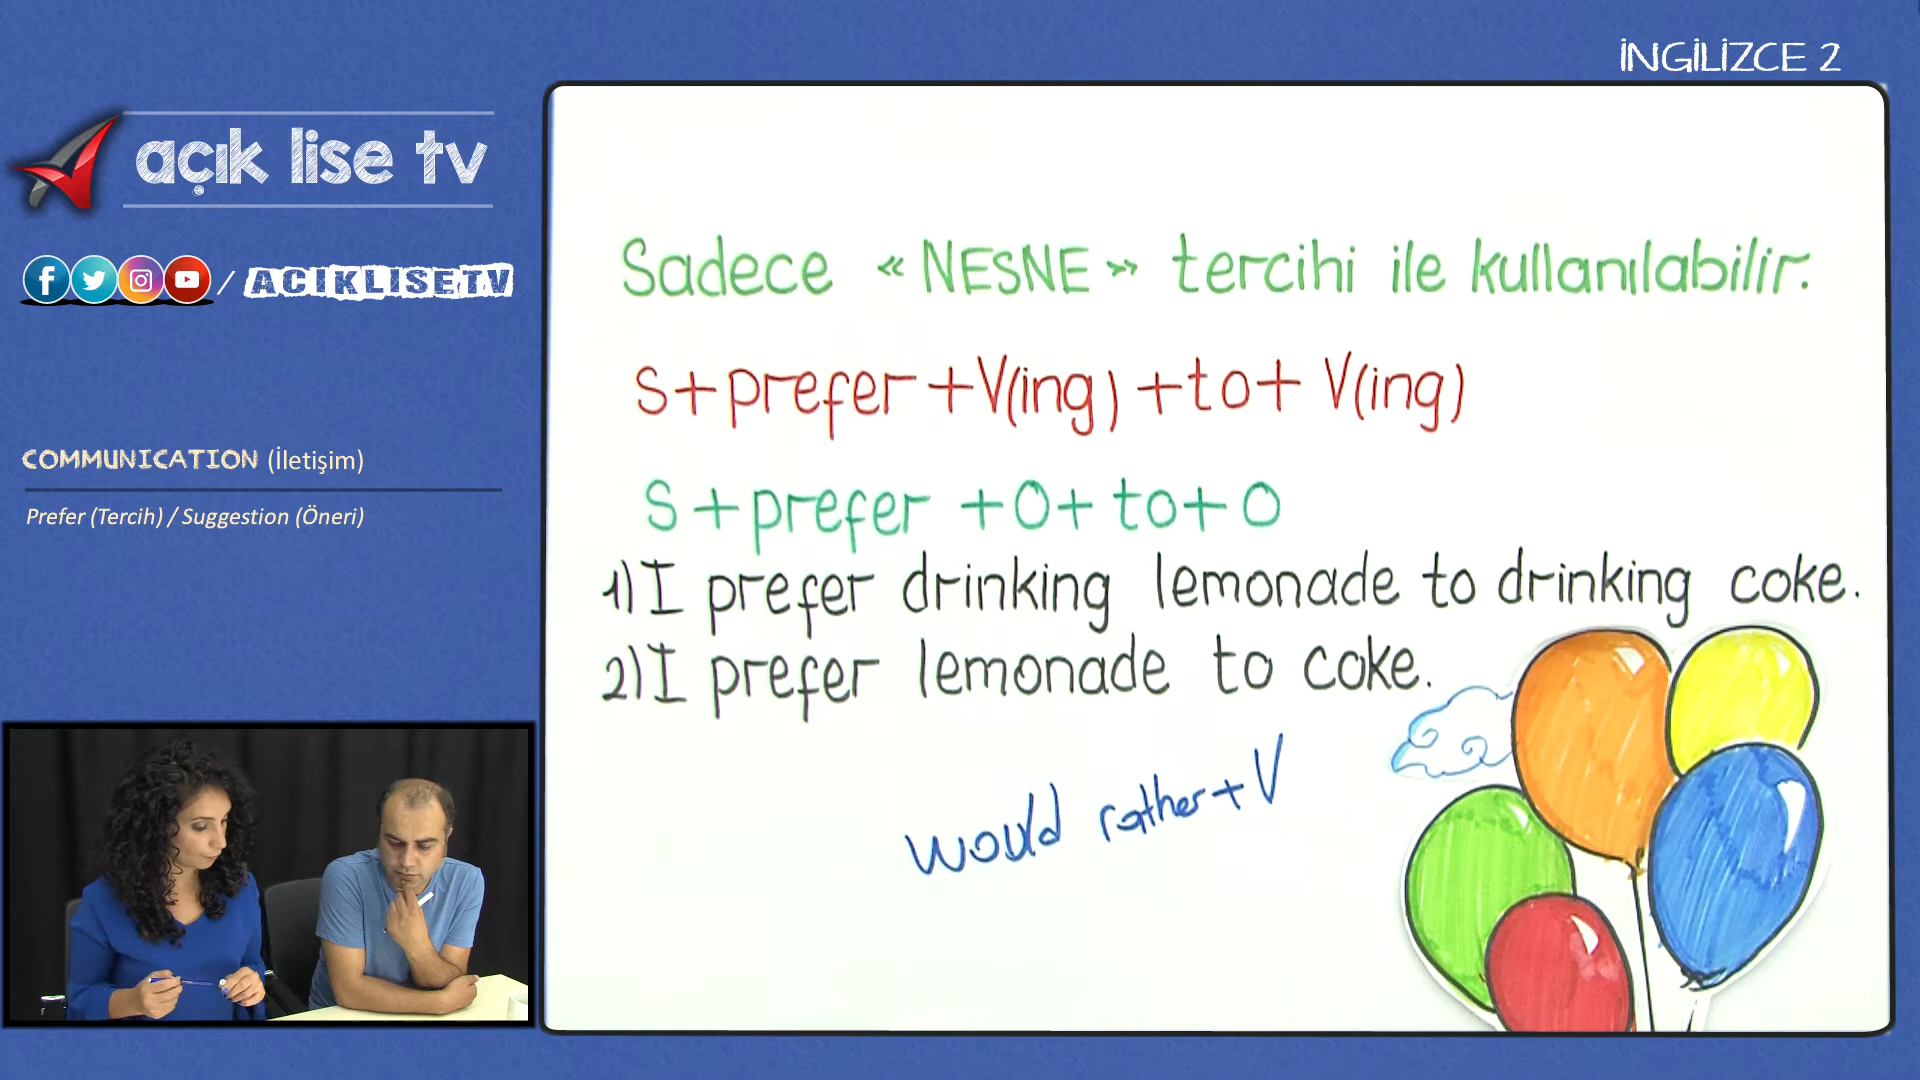 İNGİLİZCE 2
açık lise tv
/ ACIKLISETV
COMMUNICATION (İletişim)
Prefer (Tercih) / Suggestion (Öneri)
Sadece « NESNE » tercihi ile kullanılabilir.
S+prefer+V(ing)+to+ V(ing)
S+prefer +O+ to+ O
1) I prefer drinking lemonade to drinking coke.
2) I prefer lemonade to coke.
would rather+V